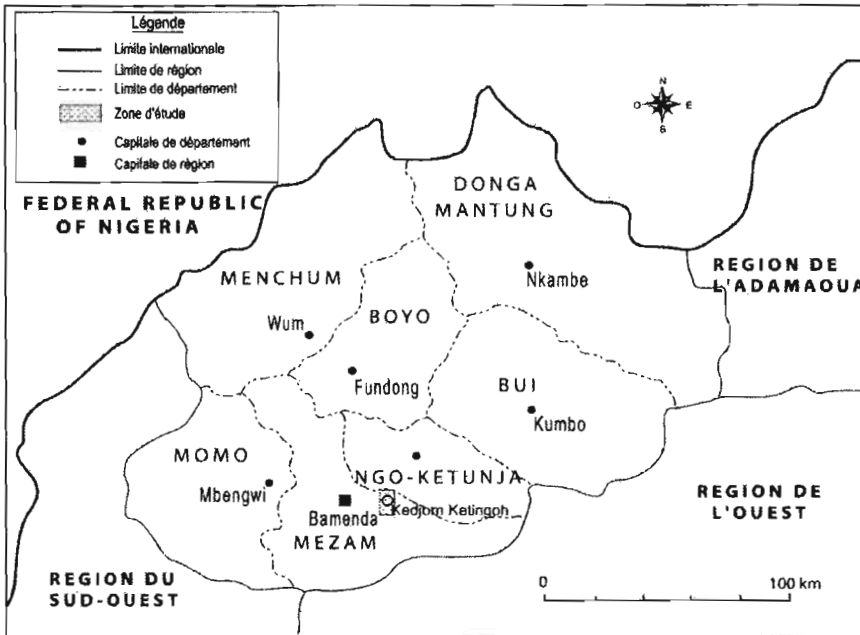 Légende
Limite internationale
Limite de région
Limite de département
Zone d'étude
Capitale de département
Capitale de région
N
O
E
S
FEDERAL REPUBLIC
OF NIGERIA
DONGA
MANTUNG
Nkambe
REGION DE
L'ADAMAOUA
MENCHUM
Wum
BOYO
Fundong
BUI
Kumbo
MOMO
Mbengwi
NGO-KETUNJA
Kedjom Ketingoh
Bamenda
MEZAM
REGION DE
L'OUEST
REGION DU
SUD-OUEST
0
100 km